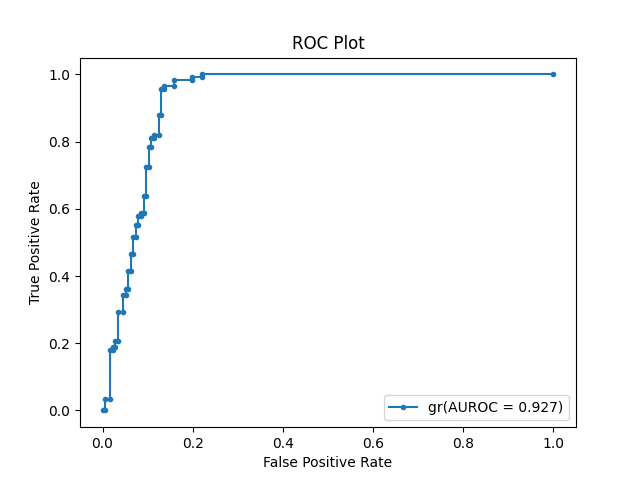 ROC Plot
True Positive Rate
1.0
0.8
0.6
0.4
0.2
0.0
gr(AUROC = 0.927)
0.0 0.2 0.4 0.6 0.8 1.0
False Positive Rate